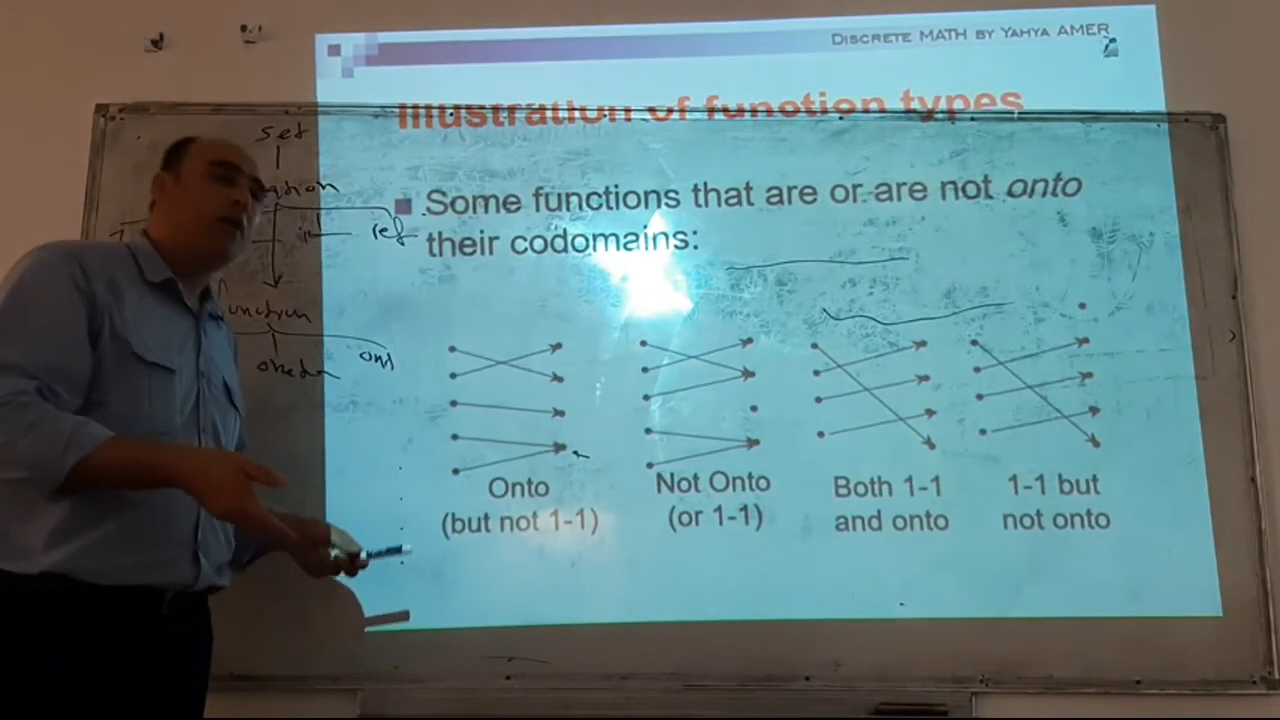 DISCRETE MATH BY YAHYA AMER
Illustration of function types
Some functions that are or are not onto
their codomains:
Onto
(but not 1-1)
Not Onto
(or 1-1)
Both 1-1
and onto
1-1 but
not onto
set
ref
function